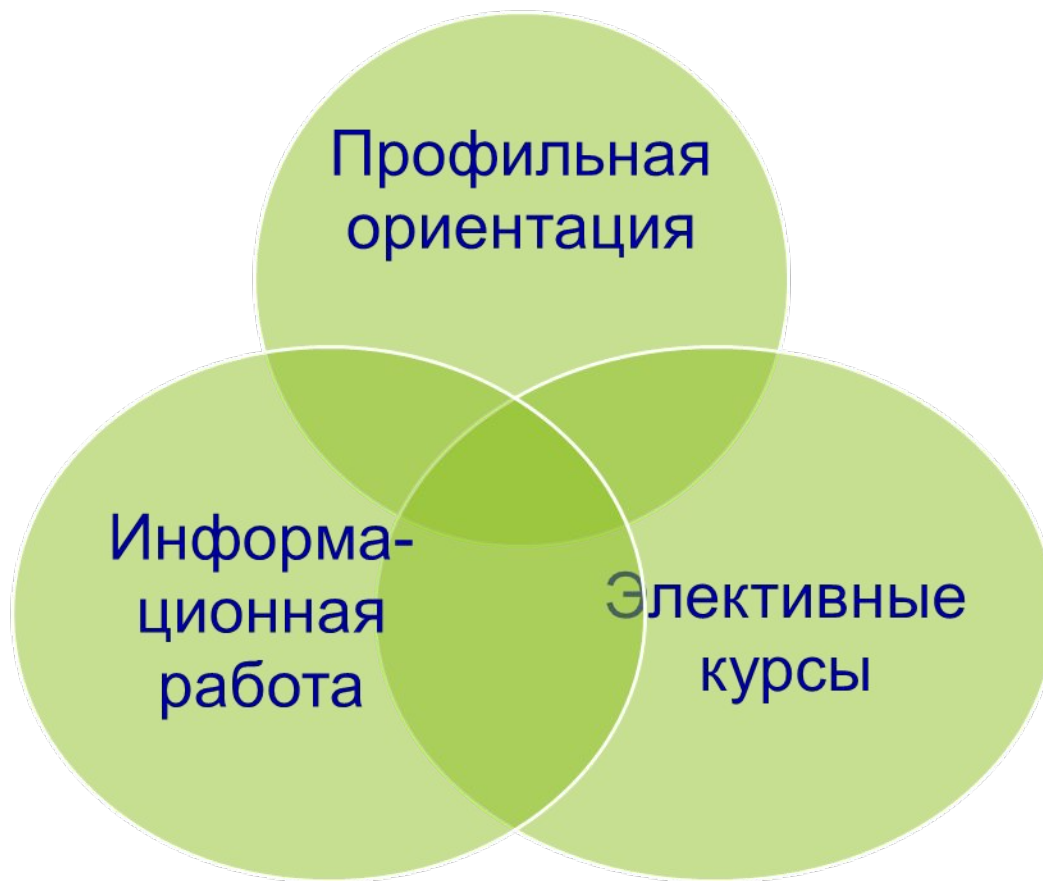 Профильная
ориентация
Информа-
ционная
работа
Элективные
курсы